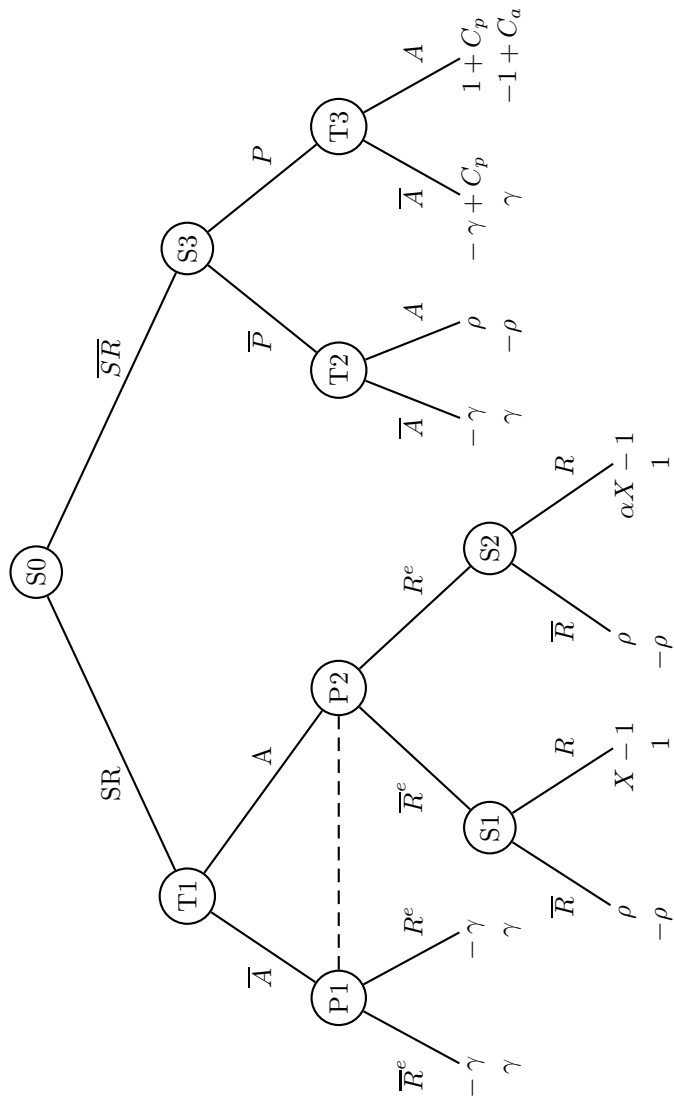 S0
SR
$\overline{SR}$
T1
S3
$\overline{A}$
A
$\overline{P}$
$P$
P1
P2
T2
T3
$\overline{R}^e$
$R^e$
$\overline{R}^e$
$R^e$
$\overline{A}$
$A$
$\overline{A}$
$A$
$-\gamma$
$\gamma$
$-\gamma$
$\gamma$
S1
S2
$-\gamma$
$\gamma$
$\rho$
$-\rho$
$-\gamma + C_p$
$\gamma$
$1 + C_p$
$-1 + C_a$
$\overline{R}$
$R$
$\overline{R}$
$R$
$\rho$
$-\rho$
$X - 1$
$1$
$\rho$
$-\rho$
$\alpha X - 1$
$1$